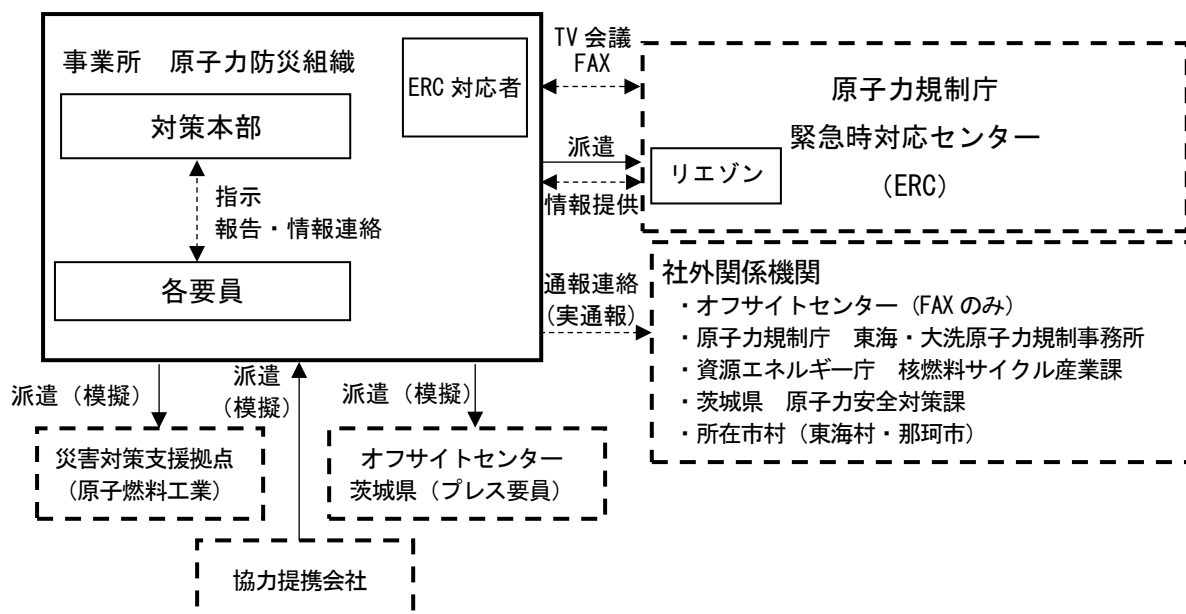 事業所　原子力防災組織
対策本部
指示
報告・情報連絡
各要員
ERC 対応者
TV 会議
FAX
派遣
情報提供
原子力規制庁
緊急時対応センター
（ERC）
リエゾン
通報連絡
（実通報）
社外関係機関
・オフサイトセンター（FAX のみ）
・原子力規制庁　東海・大洗原子力規制事務所
・資源エネルギー庁　核燃料サイクル産業課
・茨城県　原子力安全対策課
・所在市村（東海村・那珂市）
派遣（模擬）
派遣
（模擬）
派遣（模擬）
災害対策支援拠点
（原子燃料工業）
オフサイトセンター
茨城県（プレス要員）
協力提携会社